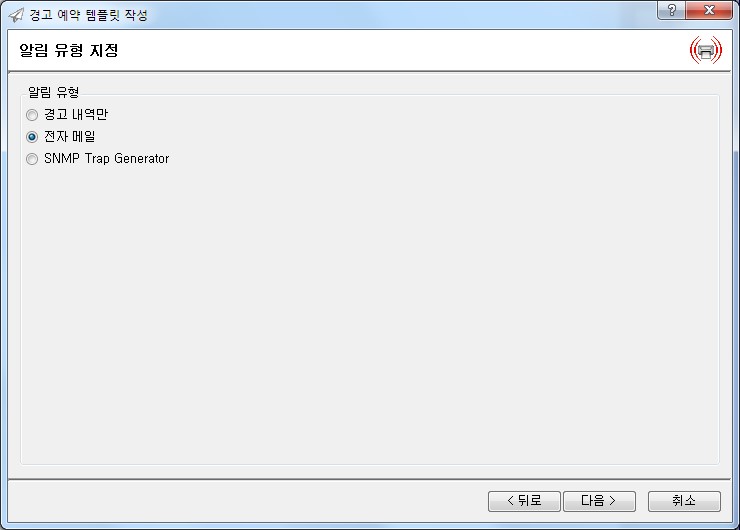 경고 예약 템플릿 작성
알림 유형 지정
알림 유형
경고 내역만
전자 메일
SNMP Trap Generator
< 뒤로 다음 > 취소